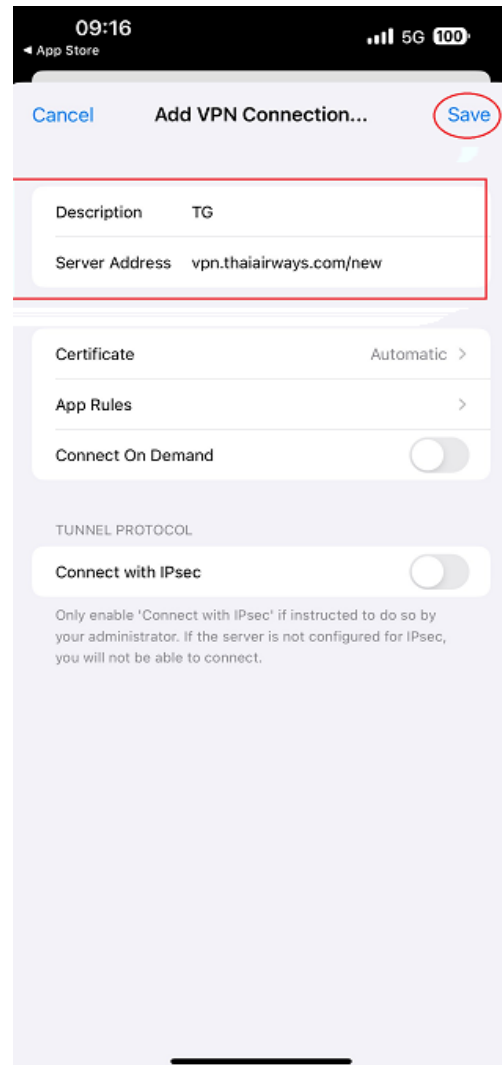 09:16
5G 100
◀ App Store
Cancel Add VPN Connection... Save
Description TG
Server Address vpn.thaiairways.com/new
Certificate Automatic >
App Rules >
Connect On Demand
TUNNEL PROTOCOL
Connect with IPsec
Only enable 'Connect with IPsec' if instructed to do so by
your administrator. If the server is not configured for IPsec,
you will not be able to connect.